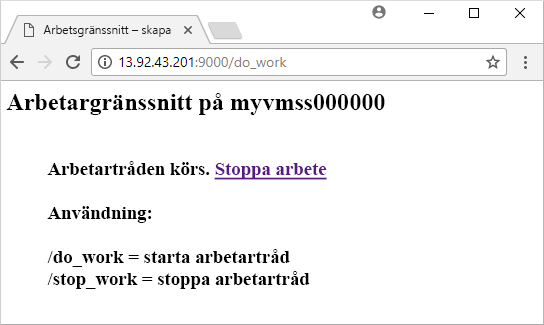 Arbetsgränssnitt – skapa
13.92.43.201:9000/do_work
Arbetargränssnitt på myvmss000000
Arbetartråden körs. Stoppa arbete
Användning:
/do_work = starta arbetartråd
/stop_work = stoppa arbetartråd